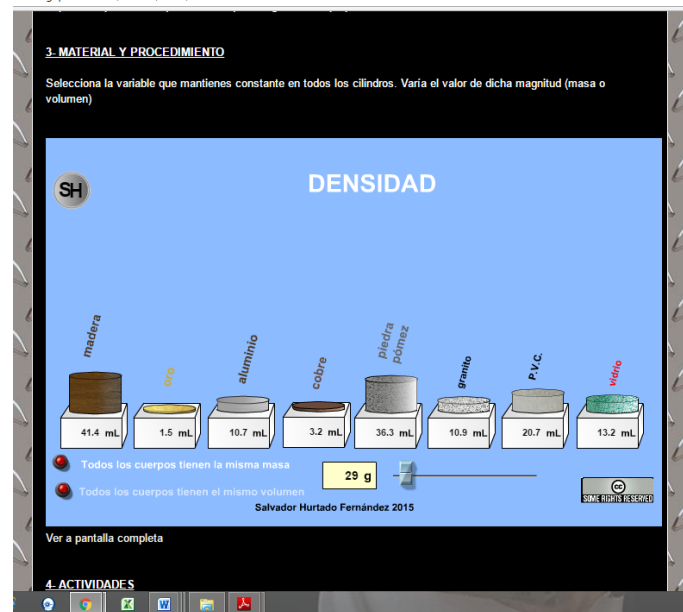 3- MATERIAL Y PROCEDIMIENTO
Selecciona la variable que mantienes constante en todos los cilindros. Varía el valor de dicha magnitud (masa o
volumen)
SH
DENSIDAD
madera
oro
aluminio
cobre
piedra
pómez
granito
P.V.C.
vidrio
41.4 mL
1.5 mL
10.7 mL
3.2 mL
36.3 mL
10.9 mL
20.7 mL
13.2 mL
Todos los cuerpos tienen la misma masa
29 g
Todos los cuerpos tienen el mismo volumen
cc
SOME RIGHTS RESERVED
Salvador Hurtado Fernández 2015
Ver a pantalla completa
4- ACTIVIDADES